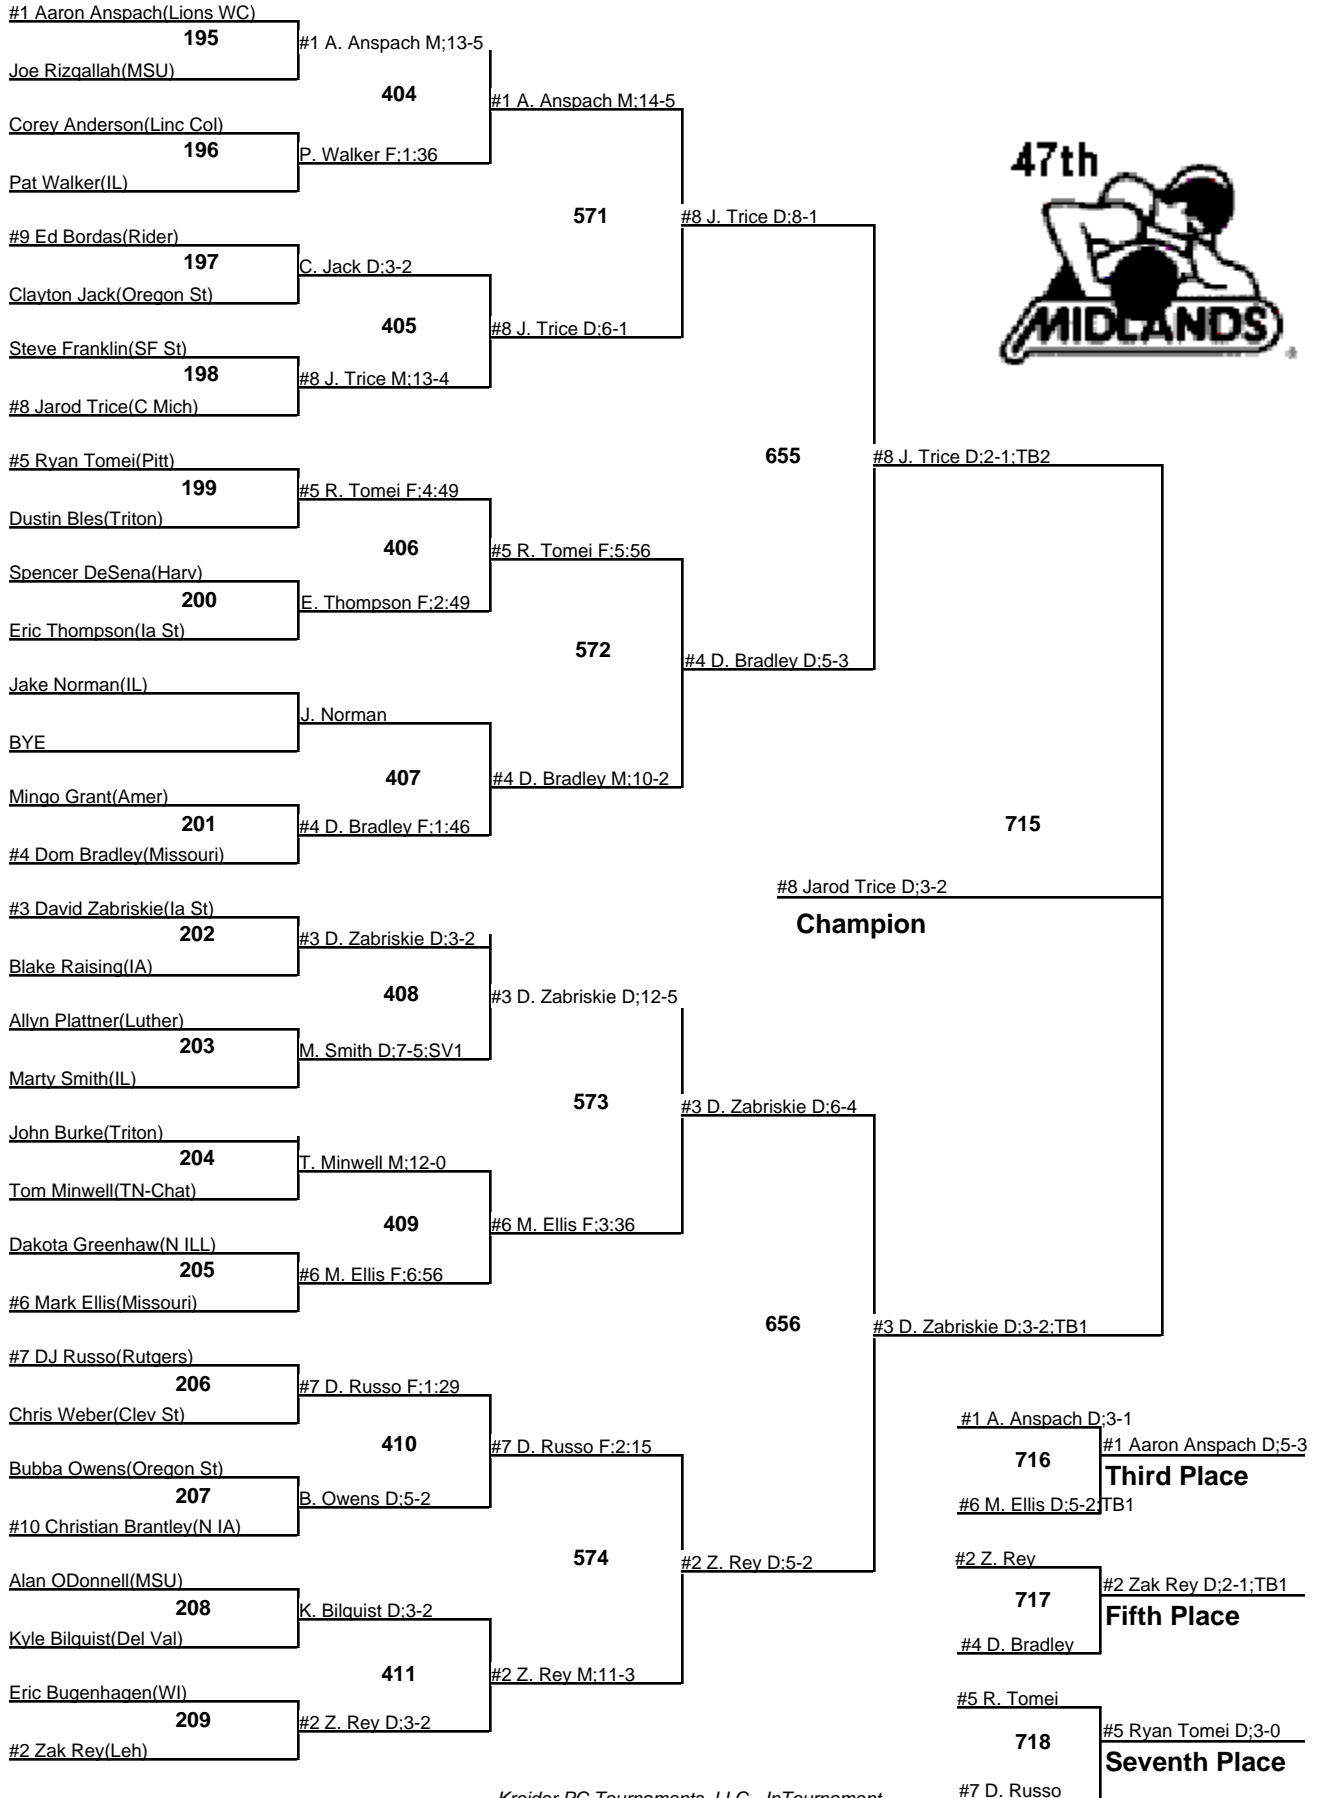 #1 Aaron Anspach(Lions WC)
195
Joe Rizqallah(MSU)
Corey Anderson(Linc Col)
196
Pat Walker(IL)
#9 Ed Bordas(Rider)
197
Clayton Jack(Oregon St)
Steve Franklin(SF St)
198
#8 Jarod Trice(C Mich)
#5 Ryan Tomei(Pitt)
199
Dustin Bles(Triton)
Spencer DeSena(Harv)
200
Eric Thompson(Ia St)
Jake Norman(IL)
BYE
Mingo Grant(Amer)
201
#4 Dom Bradley(Missouri)
#3 David Zabriskie(Ia St)
202
Blake Raising(IA)
Allyn Plattner(Luther)
203
Marty Smith(IL)
John Burke(Triton)
204
Tom Minwell(TN-Chat)
Dakota Greenhaw(N ILL)
205
#6 Mark Ellis(Missouri)
#7 DJ Russo(Rutgers)
206
Chris Weber(Clev St)
Bubba Owens(Oregon St)
207
#10 Christian Brantley(N IA)
Alan ODonnell(MSU)
208
Kyle Bilquist(Del Val)
Eric Bugenhagen(WI)
209
#2 Zak Rey(Leh)
#1 A. Anspach M;13-5
404
P. Walker F;1:36
C. Jack D;3-2
405
#8 J. Trice M;13-4
#5 R. Tomei F;4:49
406
E. Thompson F;2:49
J. Norman
407
#4 D. Bradley F;1:46
#3 D. Zabriskie D;3-2
408
M. Smith D;7-5;SV1
T. Minwell M;12-0
409
#6 M. Ellis F;6:56
#7 D. Russo F;1:29
410
B. Owens D;5-2
K. Bilquist D;3-2
411
#2 Z. Rey D;3-2
#1 A. Anspach M;14-5
571
#8 J. Trice D;6-1
#5 R. Tomei F;5:56
572
#4 D. Bradley M;10-2
#3 D. Zabriskie D;12-5
573
#6 M. Ellis F;3:36
#7 D. Russo F;2:15
574
#2 Z. Rey M;11-3
#8 J. Trice D;8-1
655
#4 D. Bradley D;5-3
#3 D. Zabriskie D;6-4
656
#2 Z. Rey D;5-2
47th
MIDLANDS
#8 J. Trice D;2-1;TB2
715
#8 Jarod Trice D;3-2
Champion
#3 D. Zabriskie D;3-2;TB1
#1 A. Anspach D;3-1
716
#6 M. Ellis D;5-2;TB1
#1 Aaron Anspach D;5-3
Third Place
#2 Z. Rey
717
#4 D. Bradley
#2 Zak Rey D;2-1;TB1
Fifth Place
#5 R. Tomei
718
#7 D. Russo
#5 Ryan Tomei D;3-0
Seventh Place
Kreider PC Tournaments, LLC - InTournament